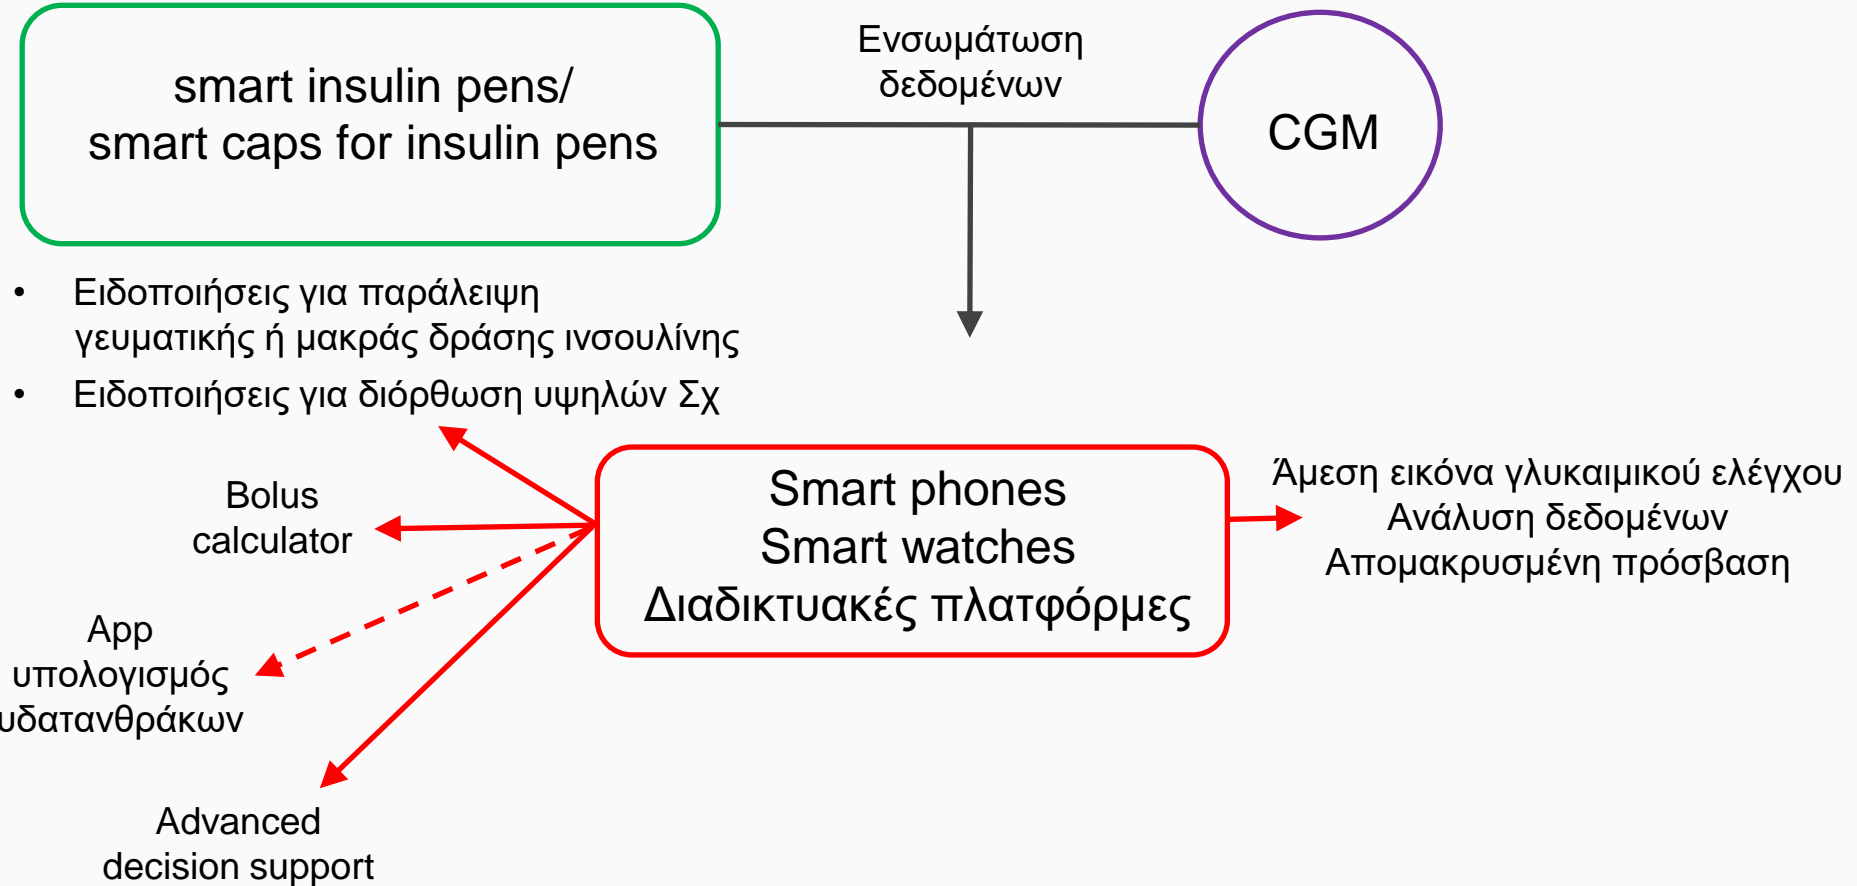 smart insulin pens/
smart caps for insulin pens
Ενσωμάτωση
δεδομένων
CGM
• Ειδοποιήσεις για παράλειψη
γευματικής ή μακράς δράσης ινσουλίνης
• Ειδοποιήσεις για διόρθωση υψηλών Σχ
Bolus
calculator
App
υπολογισμός
υδατανθράκων
Advanced
decision support
Smart phones
Smart watches
Διαδικτυακές πλατφόρμες
Άμεση εικόνα γλυκαιμικού ελέγχου
Ανάλυση δεδομένων
Απομακρυσμένη πρόσβαση